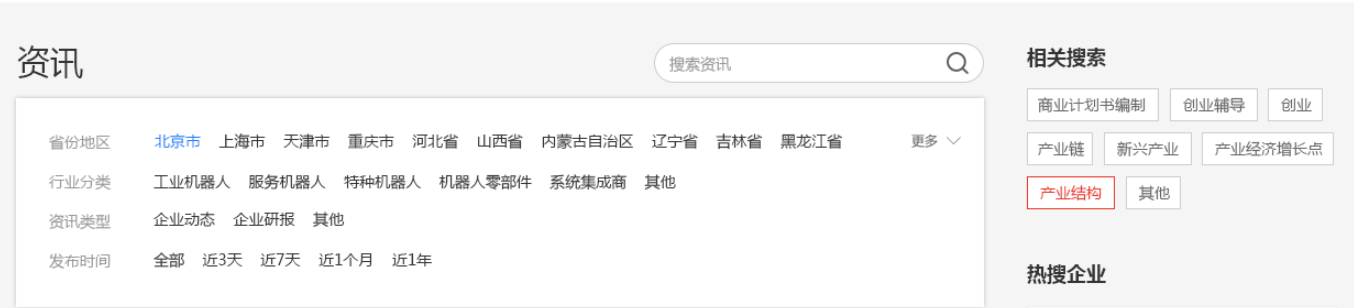 资讯
搜索资讯
省份地区 北京市 上海市 天津市 重庆市 河北省 山西省 内蒙古自治区 辽宁省 吉林省 黑龙江省 更多
行业分类 工业机器人 服务机器人 特种机器人 机器人零部件 系统集成商 其他
资讯类型 企业动态 企业研报 其他
发布时间 全部 近3天 近7天 近1个月 近1年
相关搜索
商业计划书编制 创业辅导 创业
产业链 新兴产业 产业经济增长点
产业结构 其他
热搜企业